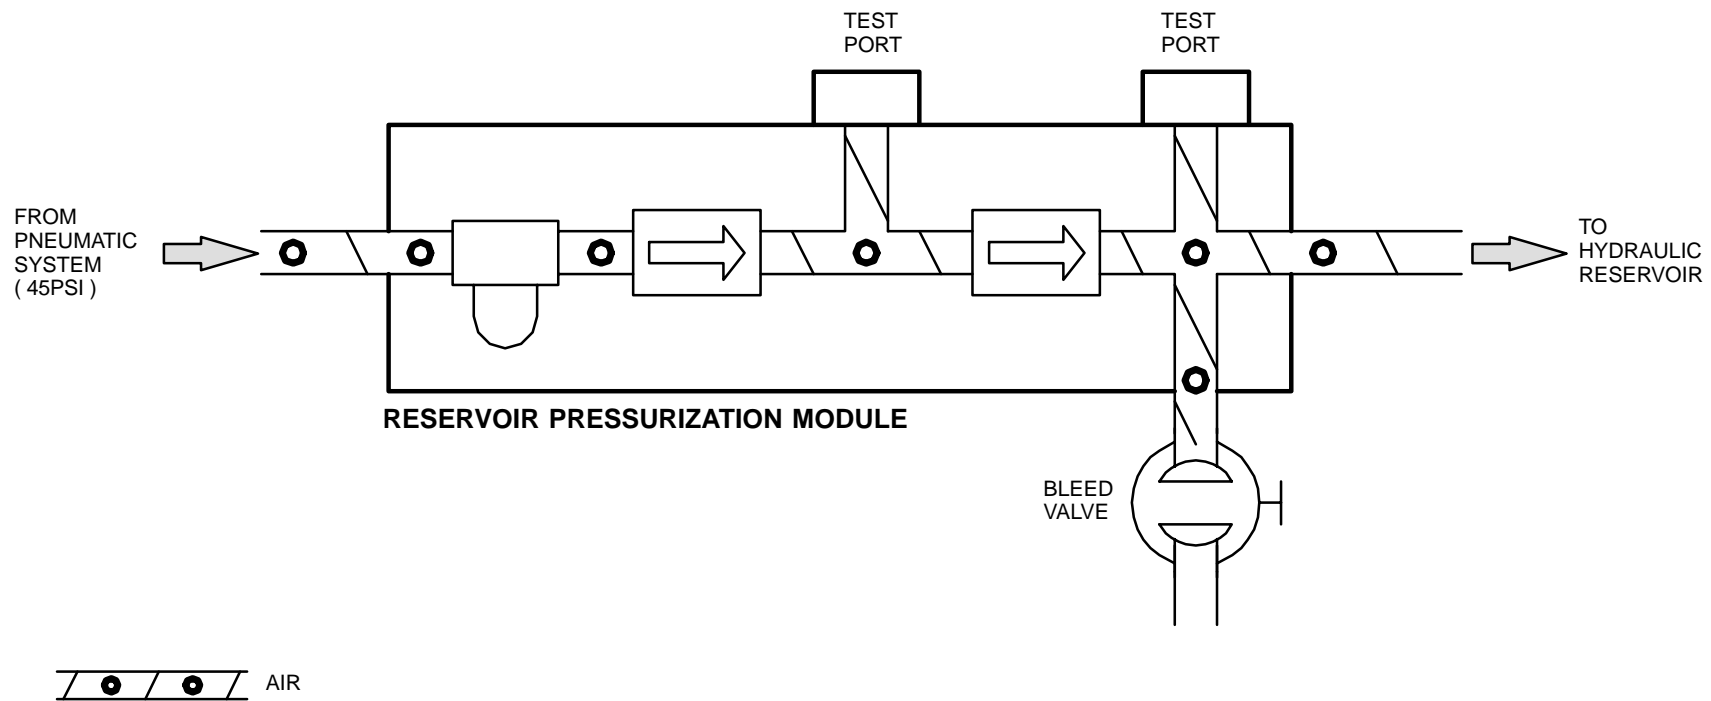 TEST
PORT
TEST
PORT
FROM
PNEUMATIC
SYSTEM
( 45PSI )
TO
HYDRAULIC
RESERVOIR
RESERVOIR PRESSURIZATION MODULE
BLEED
VALVE
AIR